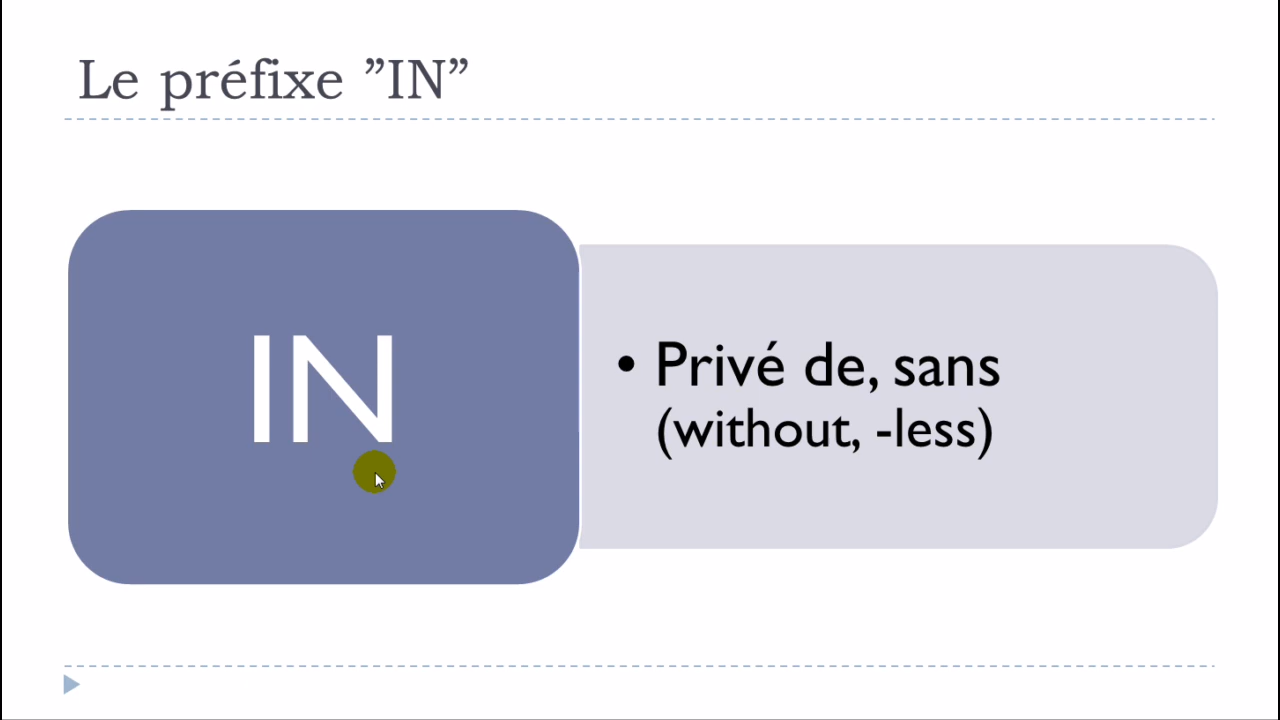 Le préfixe ”IN”
IN
• Privé de, sans
(without, -less)